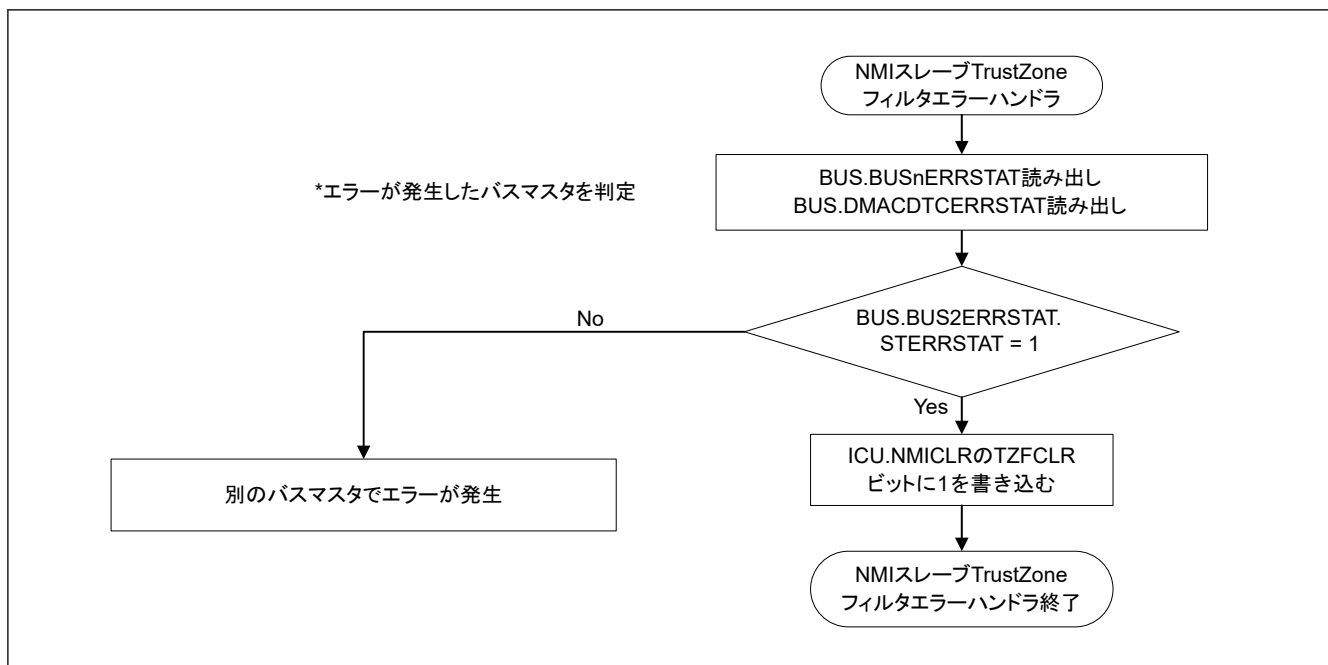 NMIスレーブTrustZone
フィルタエラーハンドラ
*エラーが発生したバスマスタを判定
BUS.BUSnERRSTAT読み出し
BUS.DMACDTCERRSTAT読み出し
BUS.BUS2ERRSTAT.
STERRSTAT = 1
No
Yes
別のバスマスタでエラーが発生
ICU.NMICLRのTZFCLR
ビットに1を書き込む
NMIスレーブTrustZone
フィルタエラーハンドラ終了